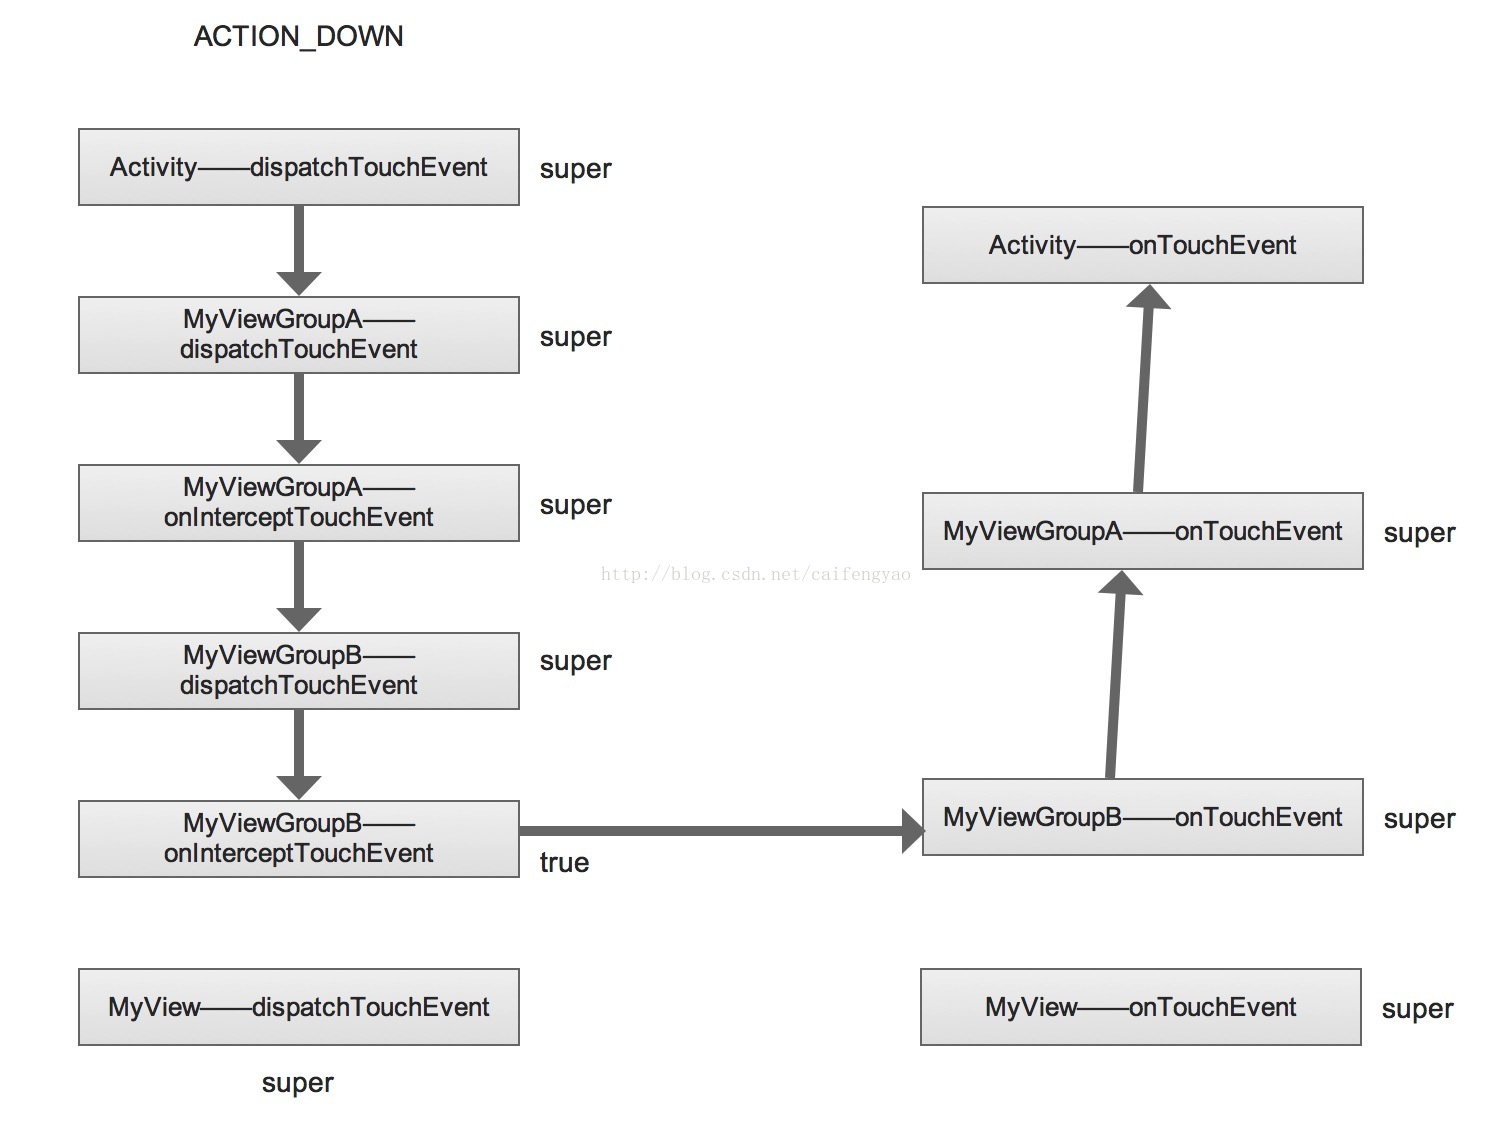 ACTION_DOWN
Activity——dispatchTouchEvent
super
Activity——onTouchEvent
MyViewGroupA——
dispatchTouchEvent
super
MyViewGroupA——
onInterceptTouchEvent
super
MyViewGroupA——onTouchEvent
super
http://blog.csdn.net/caifengyao
MyViewGroupB——
dispatchTouchEvent
super
MyViewGroupB——
onInterceptTouchEvent
true
MyViewGroupB——onTouchEvent
super
MyView——dispatchTouchEvent
super
MyView——onTouchEvent
super